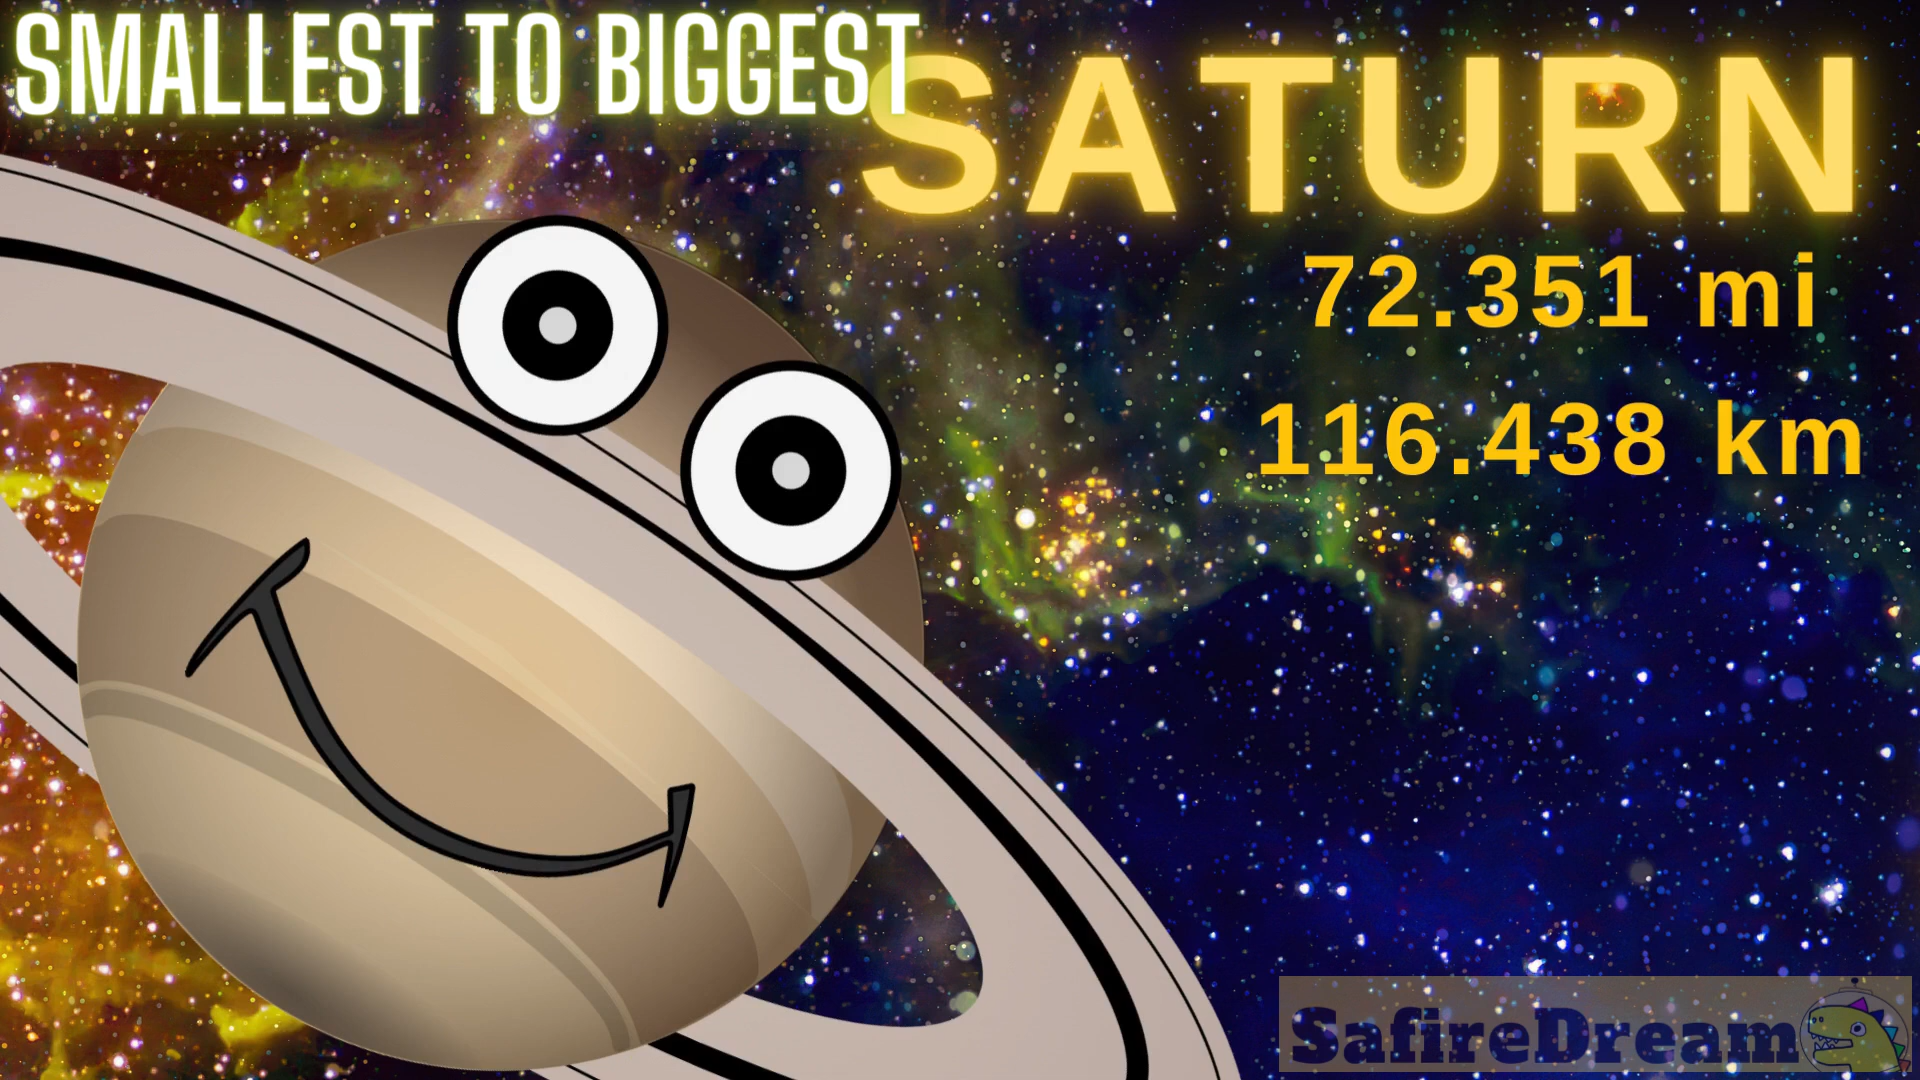 SMALLEST TO BIGGEST
SATURN
72.351 mi
116.438 km
SafireDream